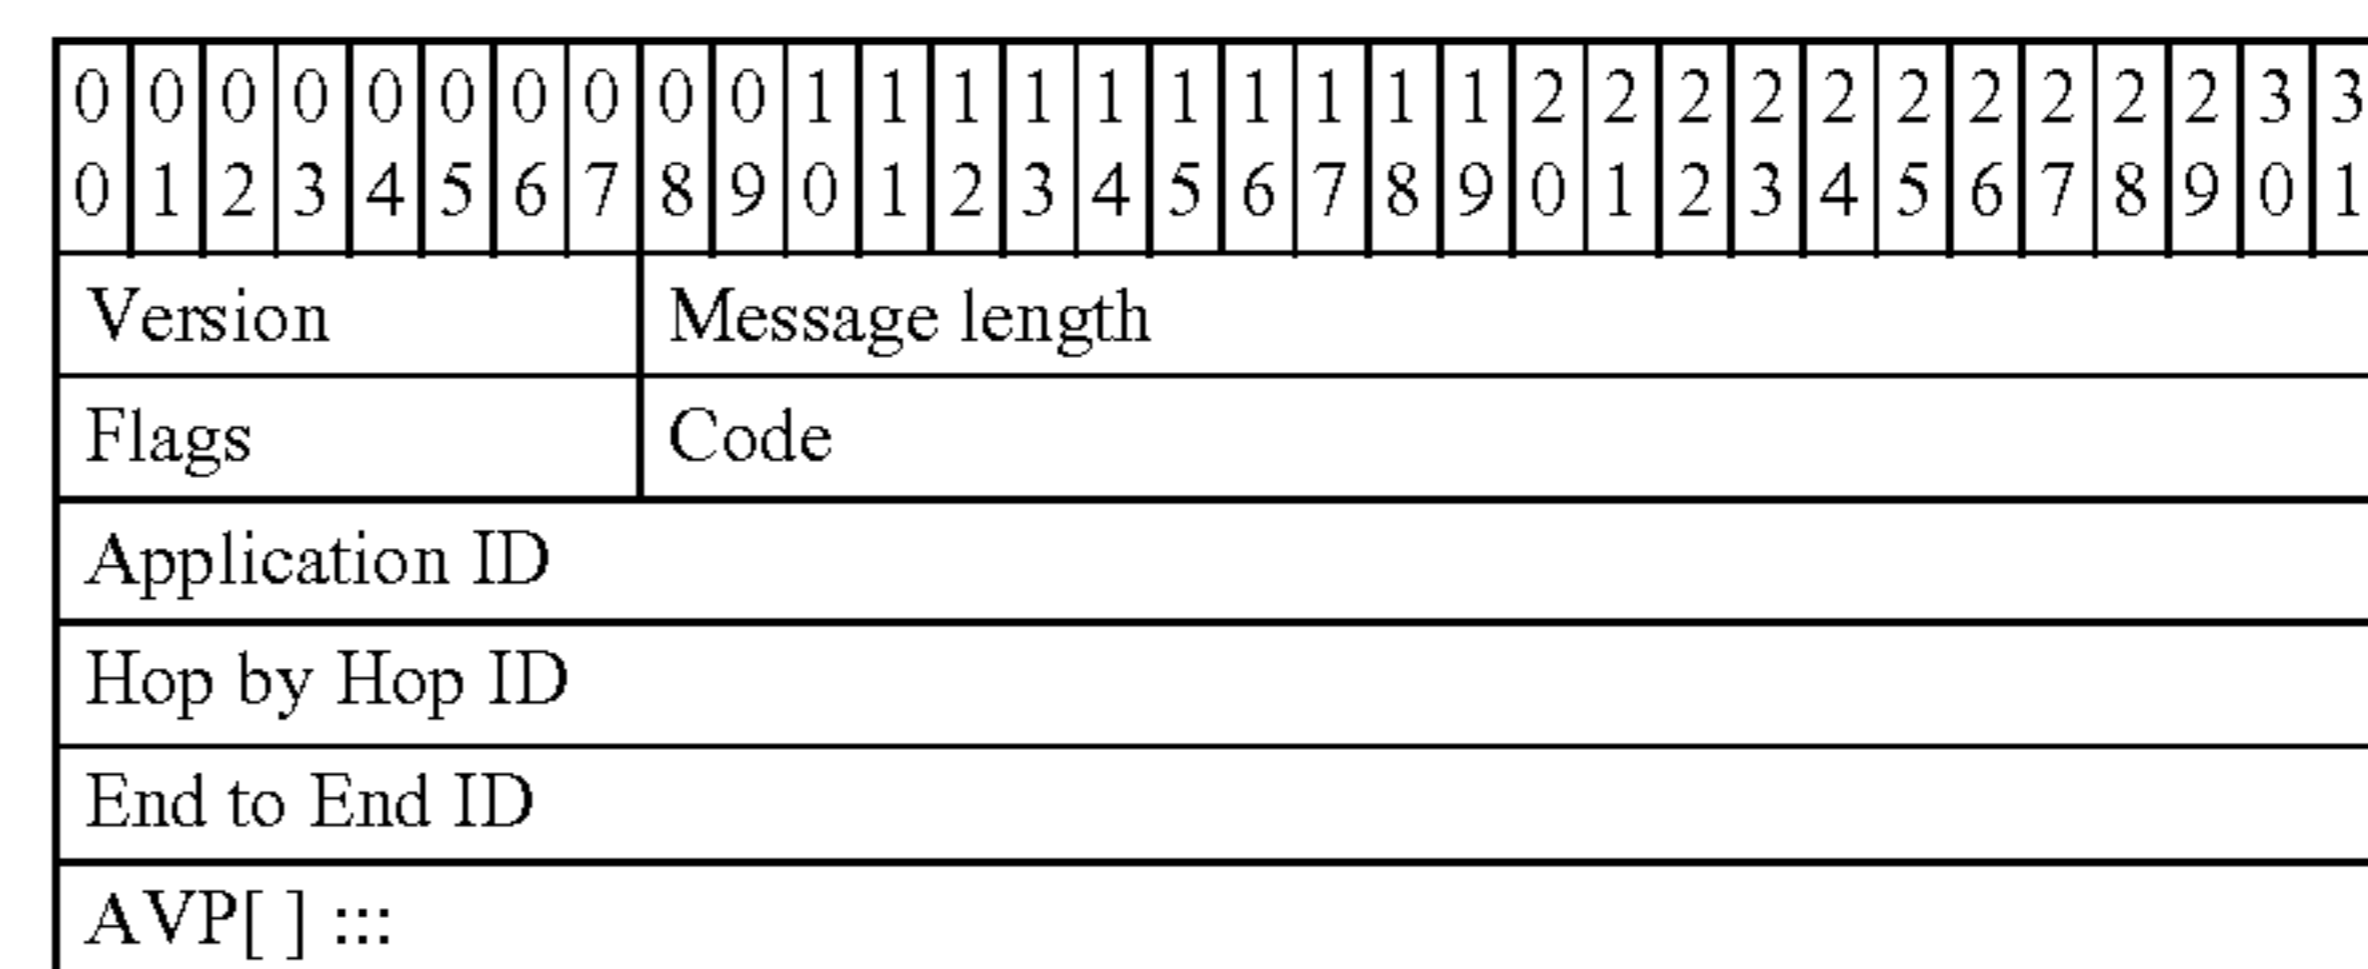 0 0 0 0 0 0 0 0 0 0 1 1 1 1 1 1 1 1 1 1 2 2 2 2 2 2 2 2 2 2 3 3
0 1 2 3 4 5 6 7 8 9 0 1 2 3 4 5 6 7 8 9 0 1 2 3 4 5 6 7 8 9 0 1
Version Message length
Flags Code
Application ID
Hop by Hop ID
End to End ID
AVP[ ] :::